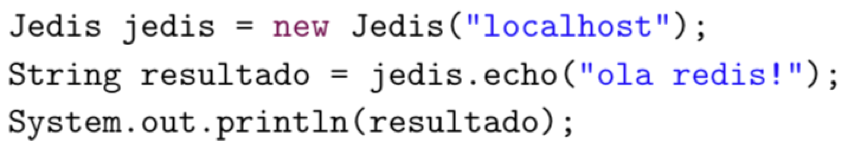 Jedis jedis = new Jedis("localhost");
String resultado = jedis.echo("ola redis!");
System.out.println(resultado);